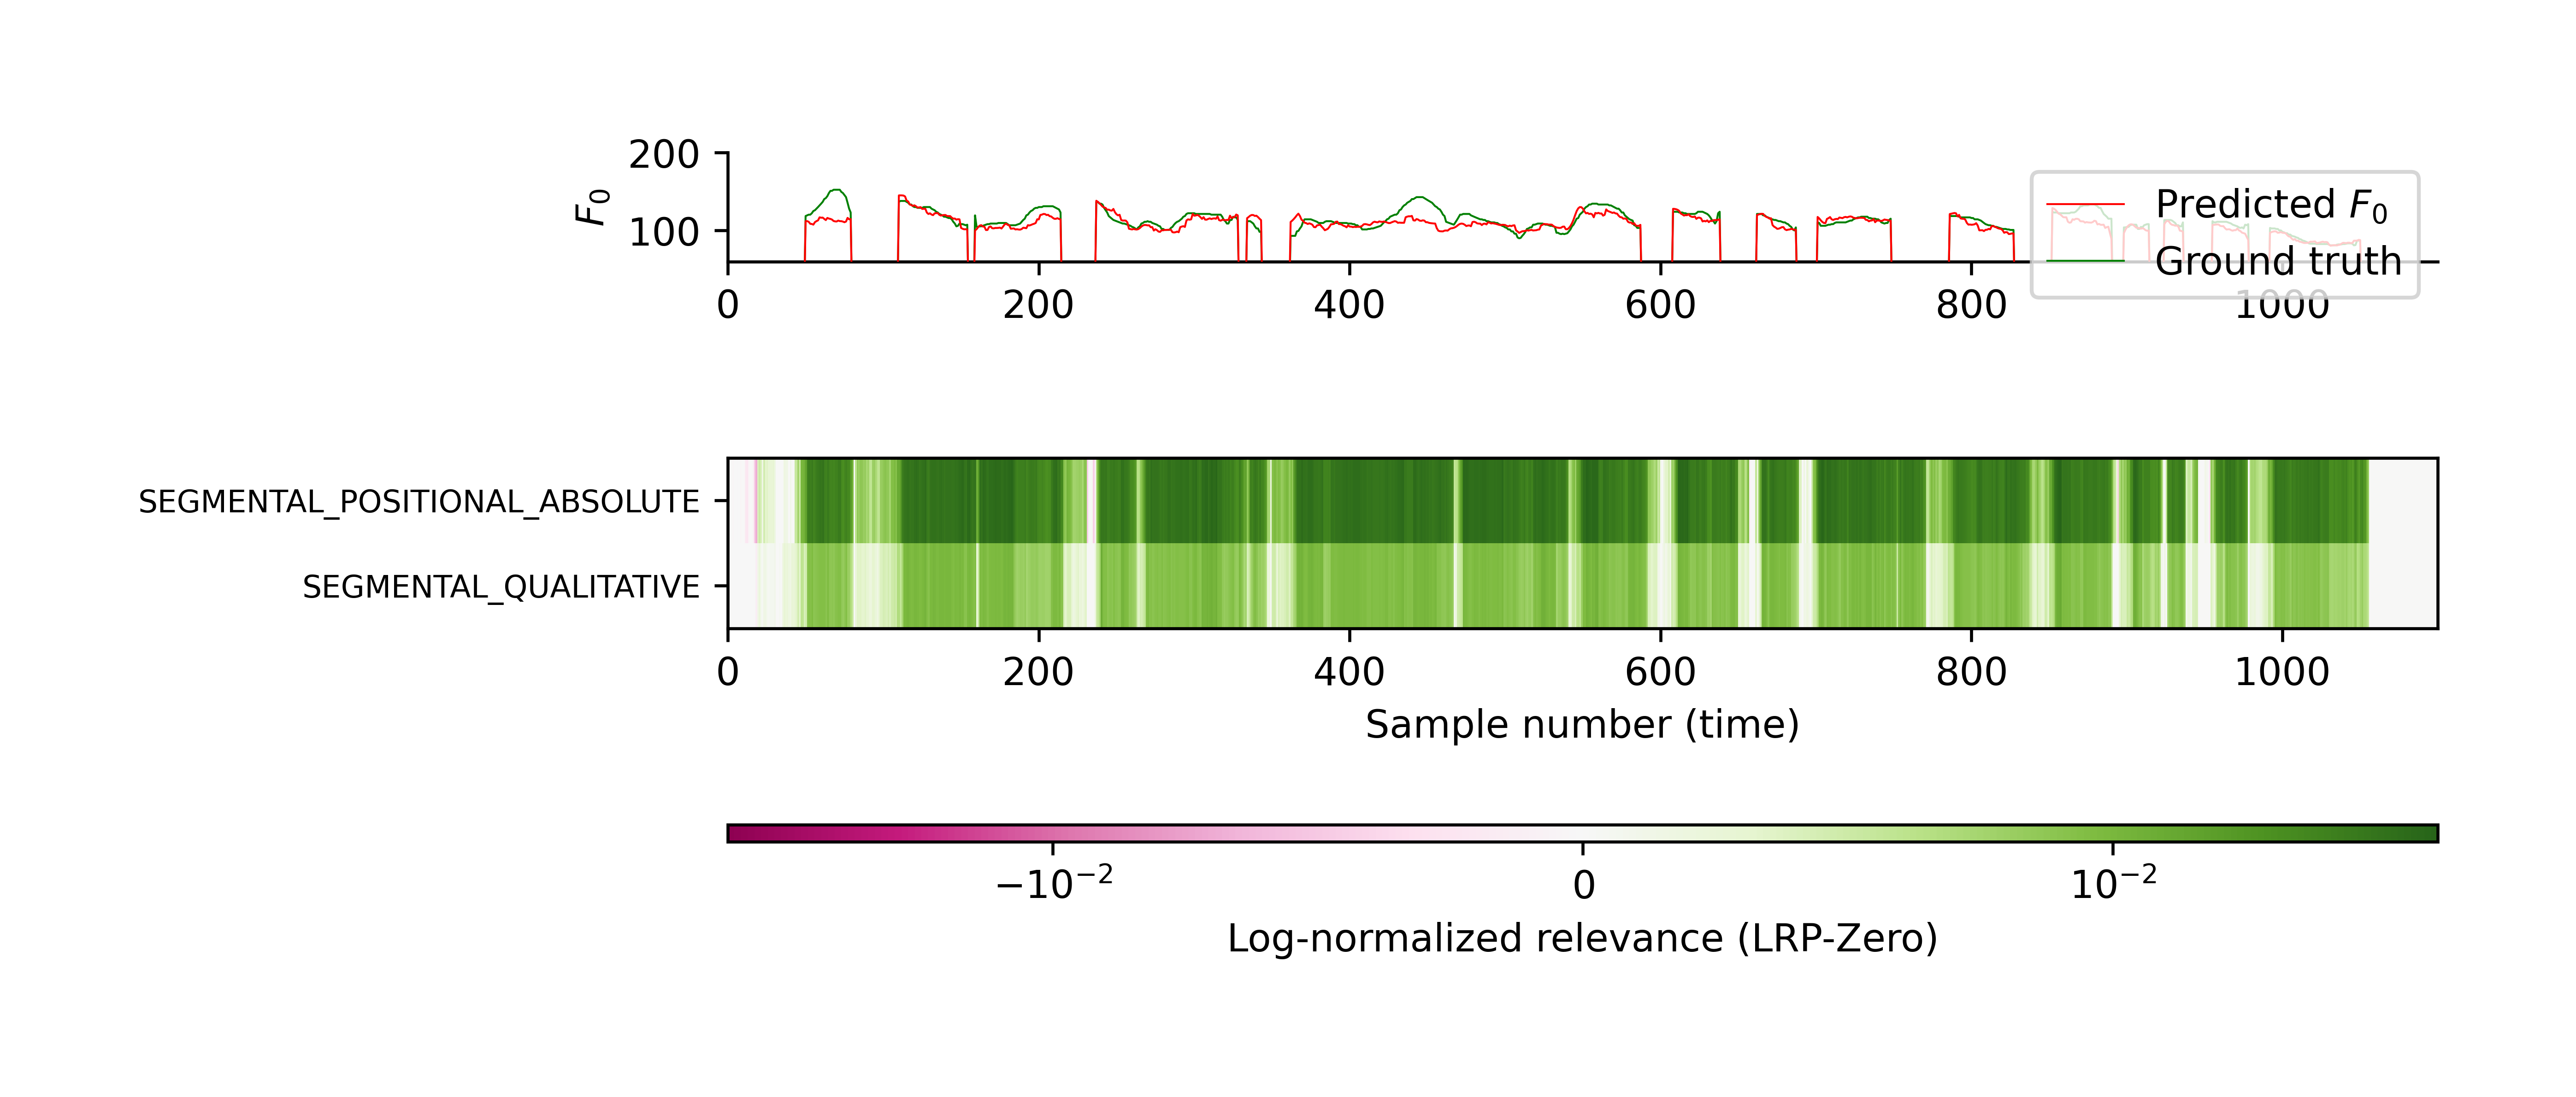 200
100
F₀
Predicted F₀
Ground truth
0 200 400 600 800 1000
SEGMENTAL_POSITIONAL_ABSOLUTE
SEGMENTAL_QUALITATIVE
0 200 400 600 800 1000
Sample number (time)
−10⁻² 0 10⁻²
Log-normalized relevance (LRP-Zero)